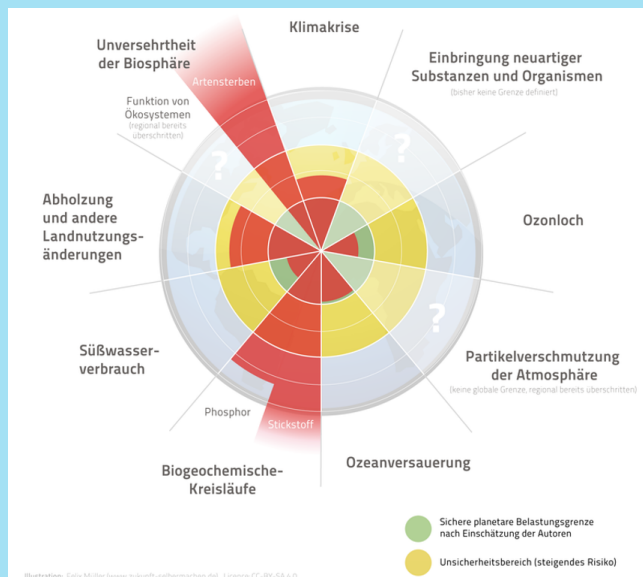 Klimakrise
Unversehrtheit
der Biosphäre
Artensterben
Funktion von
Ökosystemen
(regional bereits
überschritten)
?
Einbringung neuartiger
Substanzen und Organismen
(bisher keine Grenze definiert)
?
Abholzung
und andere
Landnutzungs-
änderungen
Ozonloch
?
Süßwasser-
verbrauch
Partikelverschmutzung
der Atmosphäre
(keine globale Grenze, regional bereits überschritten)
Phosphor
Stickstoff
Biogeochemische-
Kreisläufe
Ozeanversauerung
Sichere planetare Belastungsgrenze
nach Einschätzung der Autoren
Unsicherheitsbereich (steigendes Risiko)